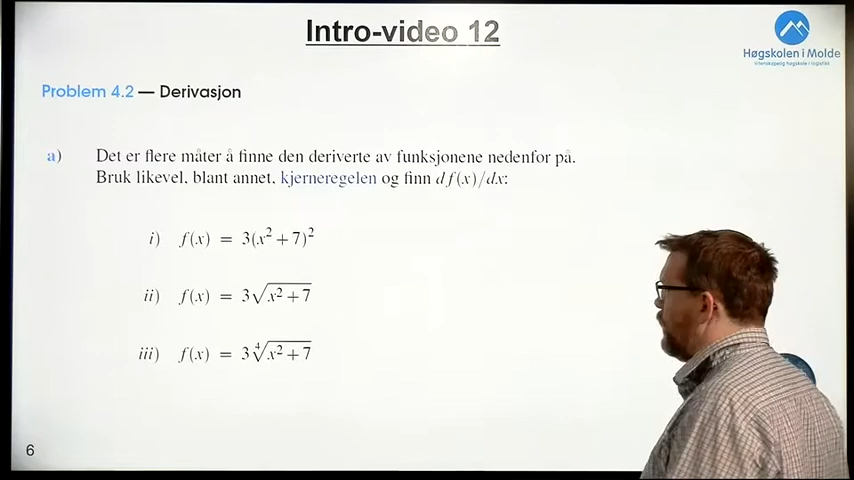 Intro-video 12
Høgskolen i Molde
Vitenskapelig høgskole i logistikk
Problem 4.2 — Derivasjon
a) Det er flere måter å finne den deriverte av funksjonene nedenfor på.
Bruk likevel, blant annet, kjerneregelen og finn df(x)/dx:
i) f(x) = 3(x² + 7)²
ii) f(x) = 3√(x² + 7)
iii) f(x) = 3∜(x² + 7)
6